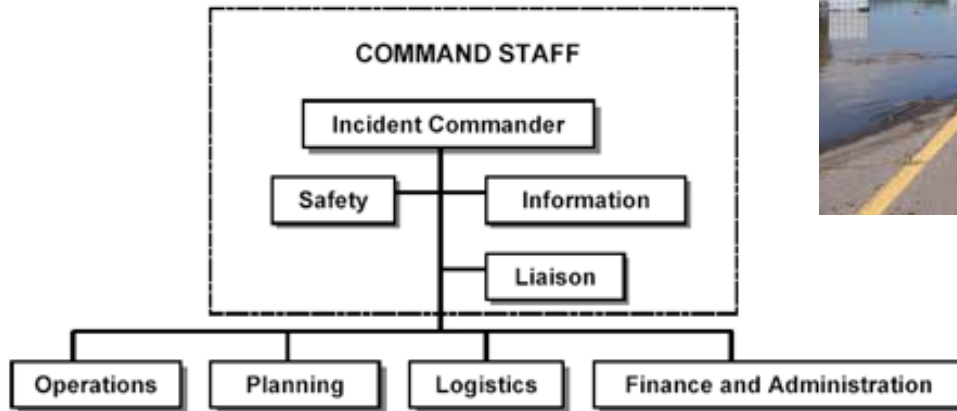 COMMAND STAFF
Incident Commander
Safety
Information
Liaison
Operations
Planning
Logistics
Finance and Administration